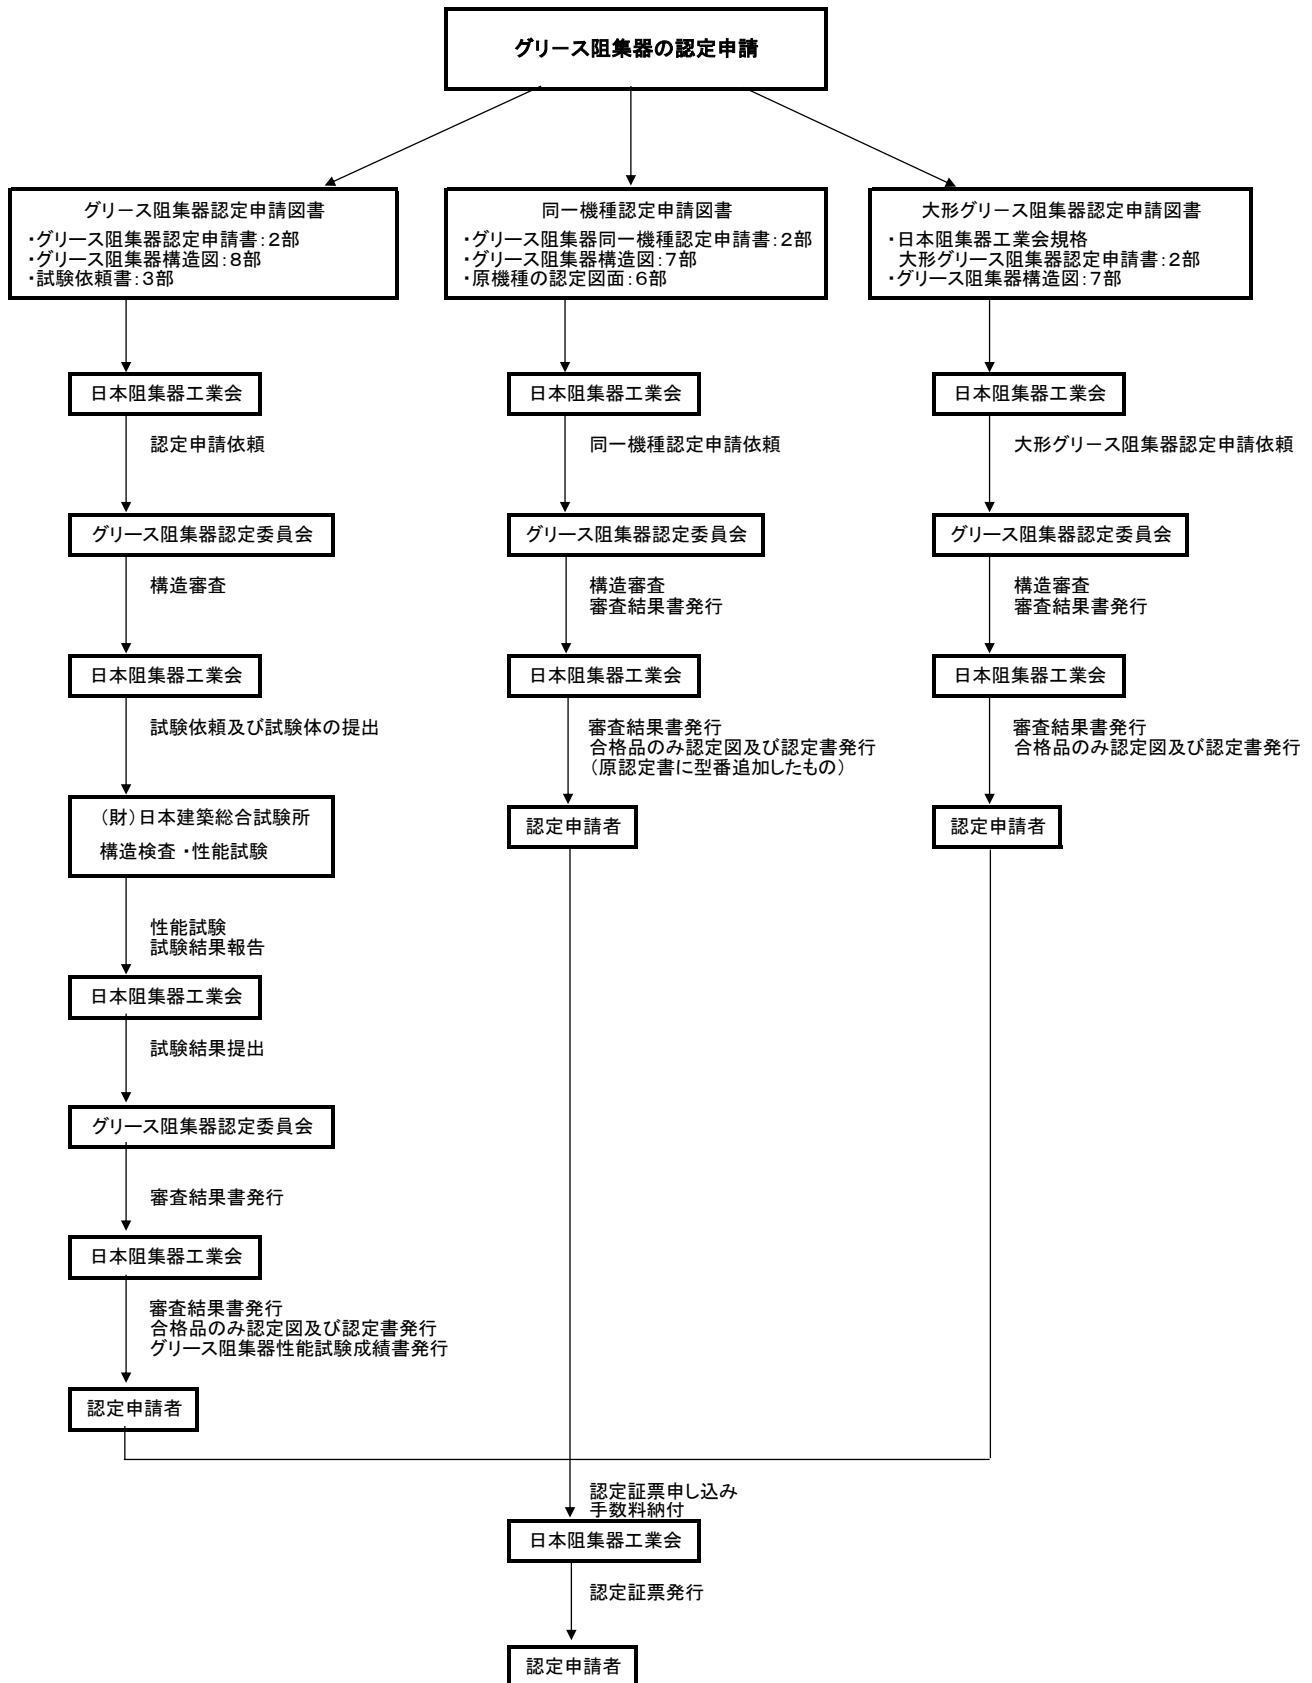 グリース阻集器の認定申請
グリース阻集器認定申請図書
・グリース阻集器認定申請書：２部
・グリース阻集器構造図：８部
・試験依頼書：３部
日本阻集器工業会
認定申請依頼
グリース阻集器認定委員会
構造審査
日本阻集器工業会
試験依頼及び試験体の提出
（財）日本建築総合試験所
構造検査・性能試験
性能試験
試験結果報告
日本阻集器工業会
試験結果提出
グリース阻集器認定委員会
審査結果書発行
日本阻集器工業会
審査結果書発行
合格品のみ認定図及び認定書発行
グリース阻集器性能試験成績書発行
認定申請者
同一機種認定申請図書
・グリース阻集器同一機種認定申請書：２部
・グリース阻集器構造図：７部
・原機種の認定図面：６部
日本阻集器工業会
同一機種認定申請依頼
グリース阻集器認定委員会
構造審査
審査結果書発行
日本阻集器工業会
審査結果書発行
合格品のみ認定図及び認定書発行
（原認定書に型番追加したもの）
認定申請者
大形グリース阻集器認定申請図書
・日本阻集器工業会規格
大形グリース阻集器認定申請書：２部
・グリース阻集器構造図：７部
日本阻集器工業会
大形グリース阻集器認定申請依頼
グリース阻集器認定委員会
構造審査
審査結果書発行
日本阻集器工業会
審査結果書発行
合格品のみ認定図及び認定書発行
認定申請者
認定証票申し込み
手数料納付
日本阻集器工業会
認定証票発行
認定申請者